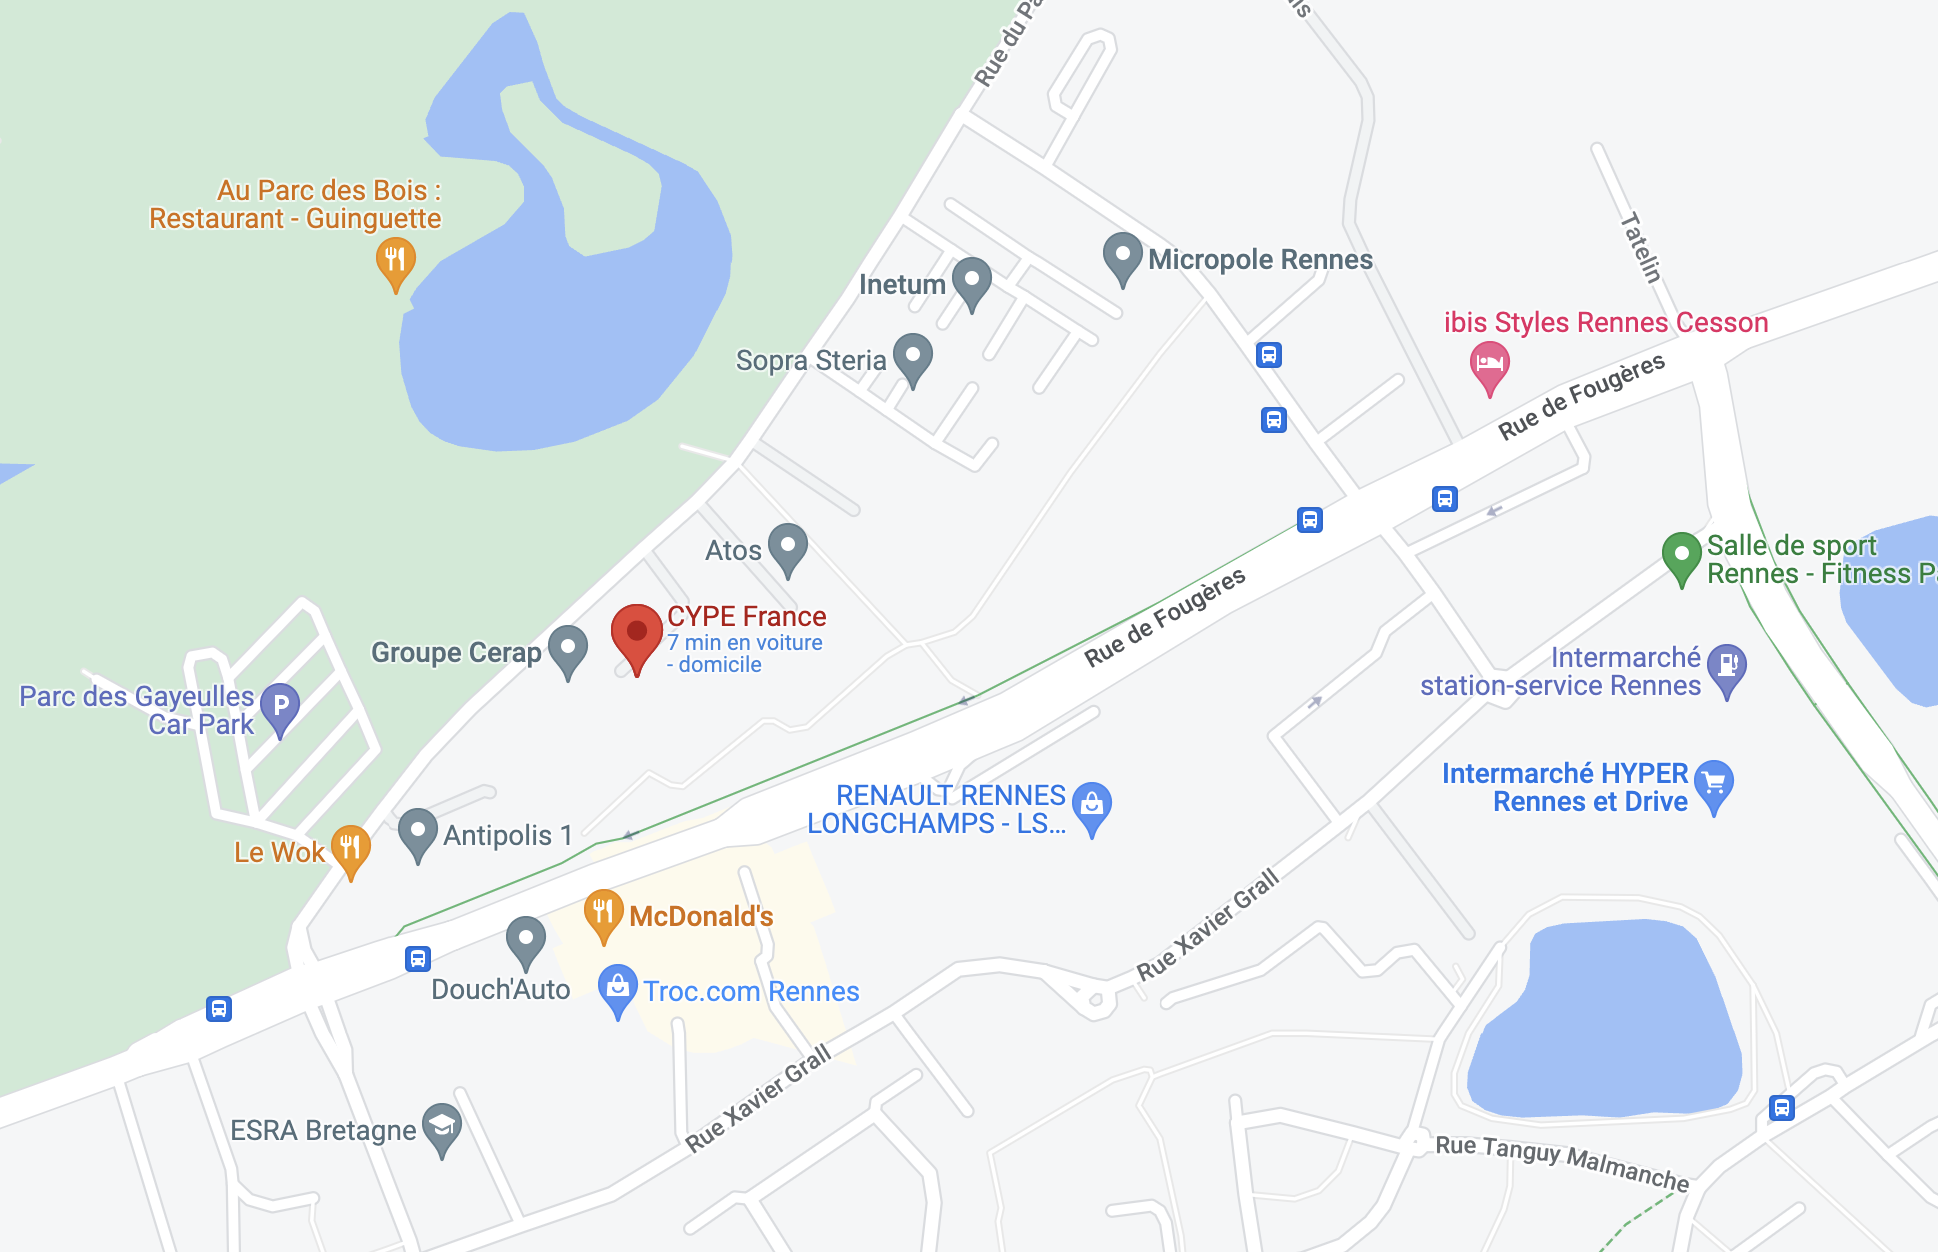 Rue du Pa
Au Parc des Bois :
Restaurant - Guinguette
Tatelin
Micropole Rennes
Inetum
ibis Styles Rennes Cesson
Sopra Steria
Rue de Fougères
Atos
Salle de sport
Rennes - Fitness P
CYPE France
7 min en voiture
- domicile
Rue de Fougères
Groupe Cerap
Intermarché
station-service Rennes
Parc des Gayeulles
Car Park
P
Intermarché HYPER
Rennes et Drive
RENAULT RENNES
LONGCHAMPS - LS...
Antipolis 1
Le Wok
McDonald's
Rue Xavier Grall
Douch'Auto
Troc.com Rennes
Rue Xavier Grall
ESRA Bretagne
Rue Tanguy Malmanche